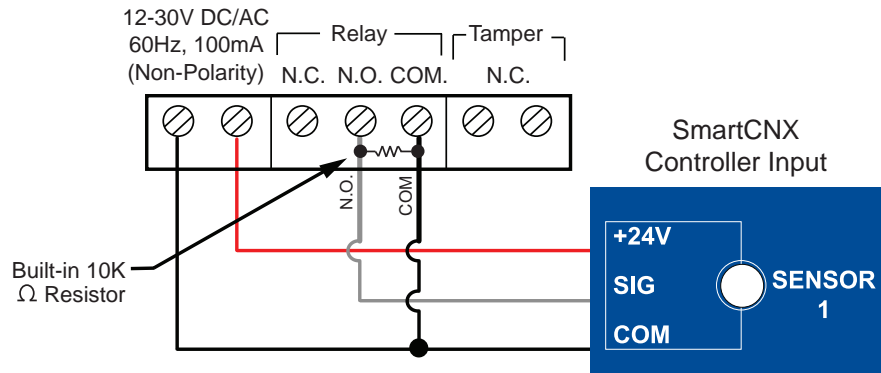 12-30V DC/AC
60Hz, 100mA
(Non-Polarity)
Relay
N.C. N.O. COM.
Tamper
N.C.
N.O.
COM
Built-in 10K
Ω Resistor
SmartCNX
Controller Input
+24V
SIG
COM
SENSOR
1